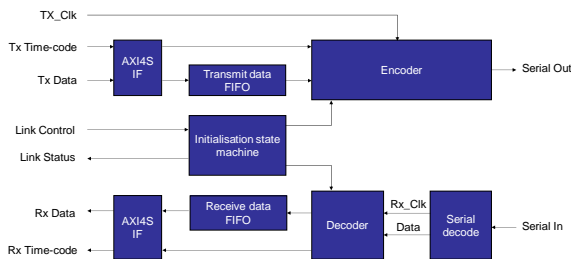 TX_Clk
Tx Time-code
AXI4S
IF
Tx Data
Transmit data
FIFO
Encoder
Serial Out
Link Control
Link Status
Initialisation state
machine
Rx Data
Rx Time-code
AXI4S
IF
Receive data
FIFO
Decoder
Rx_Clk
Data
Serial
decode
Serial In